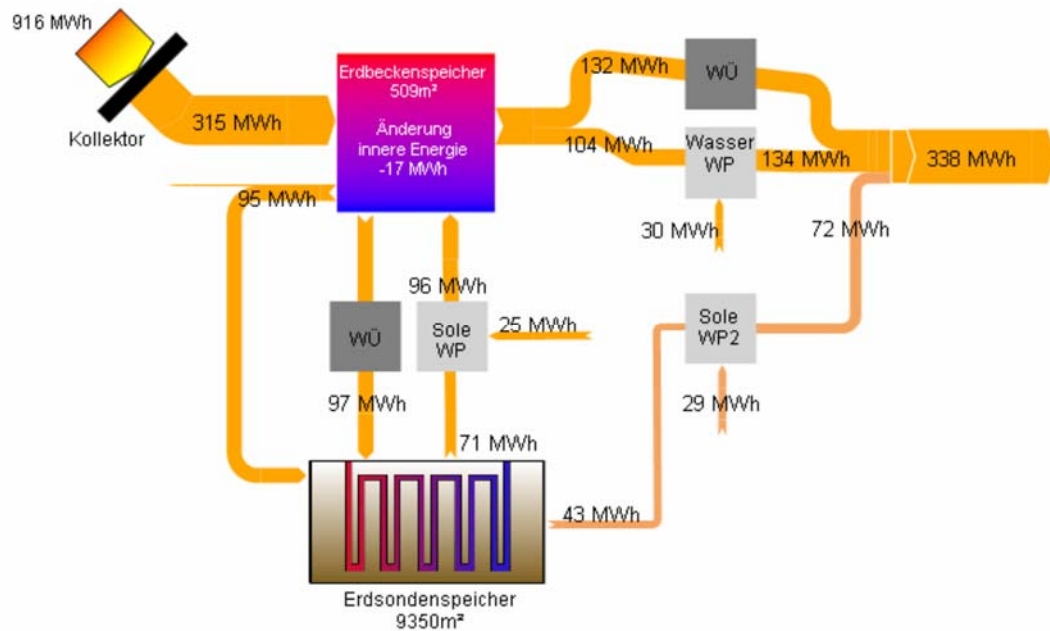 916 MWh
Kollektor
315 MWh
Erdbeckenspeicher
509m²
Änderung
innere Energie
-17 MWh
132 MWh
WÜ
104 MWh
Wasser
WP
134 MWh
338 MWh
30 MWh
72 MWh
95 MWh
96 MWh
WÜ
Sole
WP
25 MWh
Sole
WP2
97 MWh
71 MWh
29 MWh
43 MWh
Erdsondenspeicher
9350m²